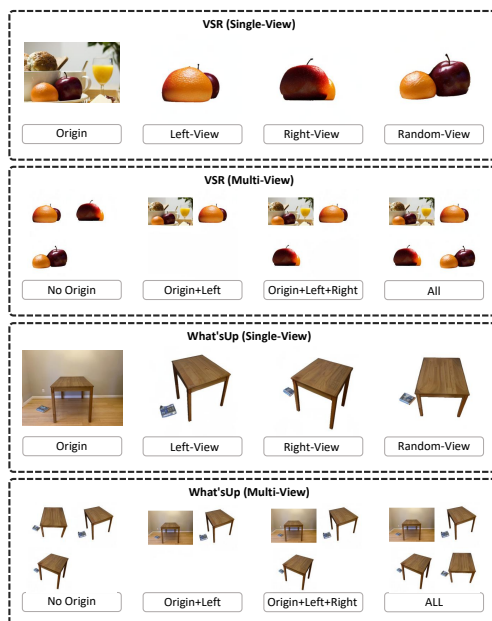 VSR (Single-View)
Origin
Left-View
Right-View
Random-View
VSR (Multi-View)
No Origin
Origin+Left
Origin+Left+Right
All
What'sUp (Single-View)
Origin
Left-View
Right-View
Random-View
What'sUp (Multi-View)
No Origin
Origin+Left
Origin+Left+Right
ALL